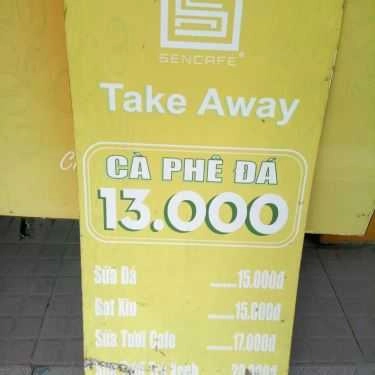 SENCAFE®
Take Away
CÀ PHÊ ĐÁ
13.000
Sữa Đá ........ 15.000đ
Bạt Xỉu ........ 15.000đ
Sữa Tươi Cafe ........ 17.000đ